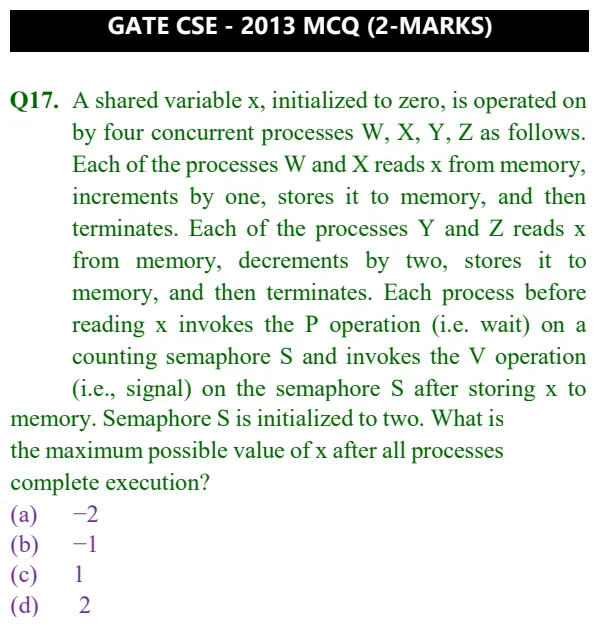 GATE CSE - 2013 MCQ (2-MARKS)
Q17. A shared variable x, initialized to zero, is operated on
by four concurrent processes W, X, Y, Z as follows.
Each of the processes W and X reads x from memory,
increments by one, stores it to memory, and then
terminates. Each of the processes Y and Z reads x
from memory, decrements by two, stores it to
memory, and then terminates. Each process before
reading x invokes the P operation (i.e. wait) on a
counting semaphore S and invokes the V operation
(i.e., signal) on the semaphore S after storing x to
memory. Semaphore S is initialized to two. What is
the maximum possible value of x after all processes
complete execution?
(a) −2
(b) −1
(c) 1
(d) 2